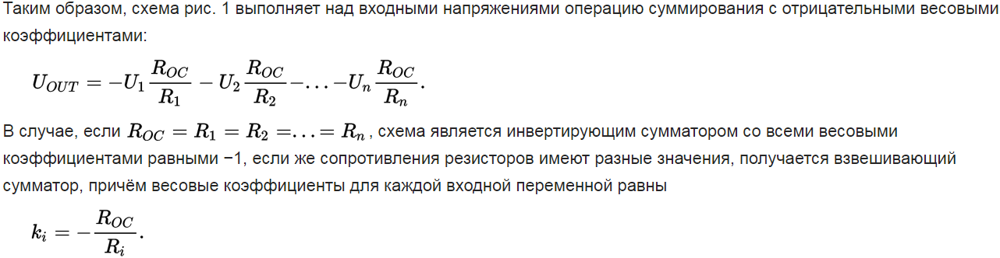 Таким образом, схема рис. 1 выполняет над входными напряжениями операцию суммирования с отрицательными весовыми
коэффициентами:
U_{OUT} = -U_1 \frac{R_{OC}}{R_1} - U_2 \frac{R_{OC}}{R_2} - \ldots - U_n \frac{R_{OC}}{R_n}.
В случае, если R_{OC} = R_1 = R_2 = \ldots = R_n, схема является инвертирующим сумматором со всеми весовыми
коэффициентами равными −1, если же сопротивления резисторов имеют разные значения, получается взвешивающий
сумматор, причём весовые коэффициенты для каждой входной переменной равны
k_i = -\frac{R_{OC}}{R_i}.